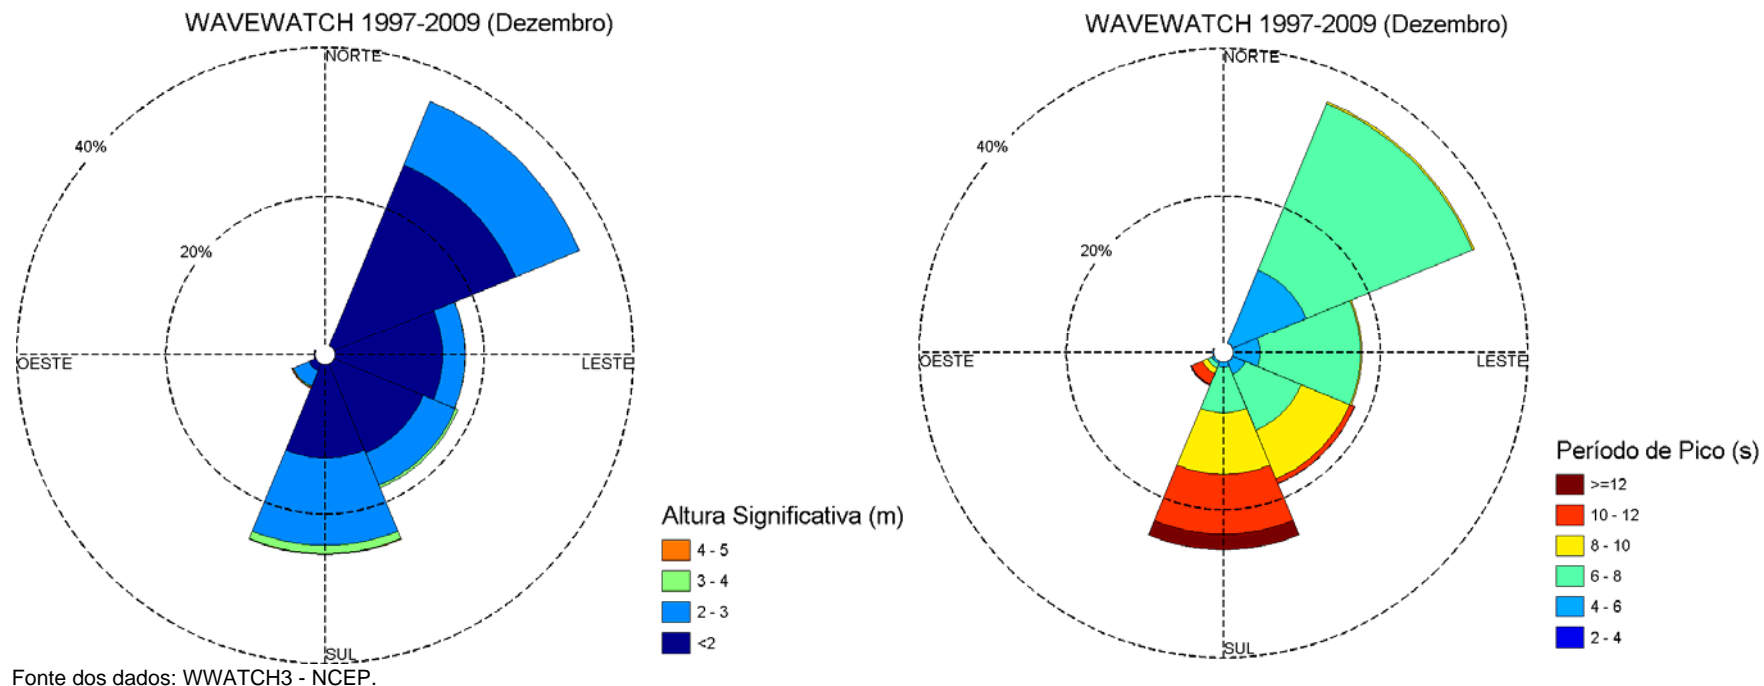 WAVEWATCH 1997-2009 (Dezembro)
NORTE
40%
20%
OESTE
LESTE
SUL
Altura Significativa (m)
4 - 5
3 - 4
2 - 3
<2
WAVEWATCH 1997-2009 (Dezembro)
NORTE
40%
20%
OESTE
LESTE
SUL
Período de Pico (s)
>=12
10 - 12
8 - 10
6 - 8
4 - 6
2 - 4
Fonte dos dados: WWATCH3 - NCEP.